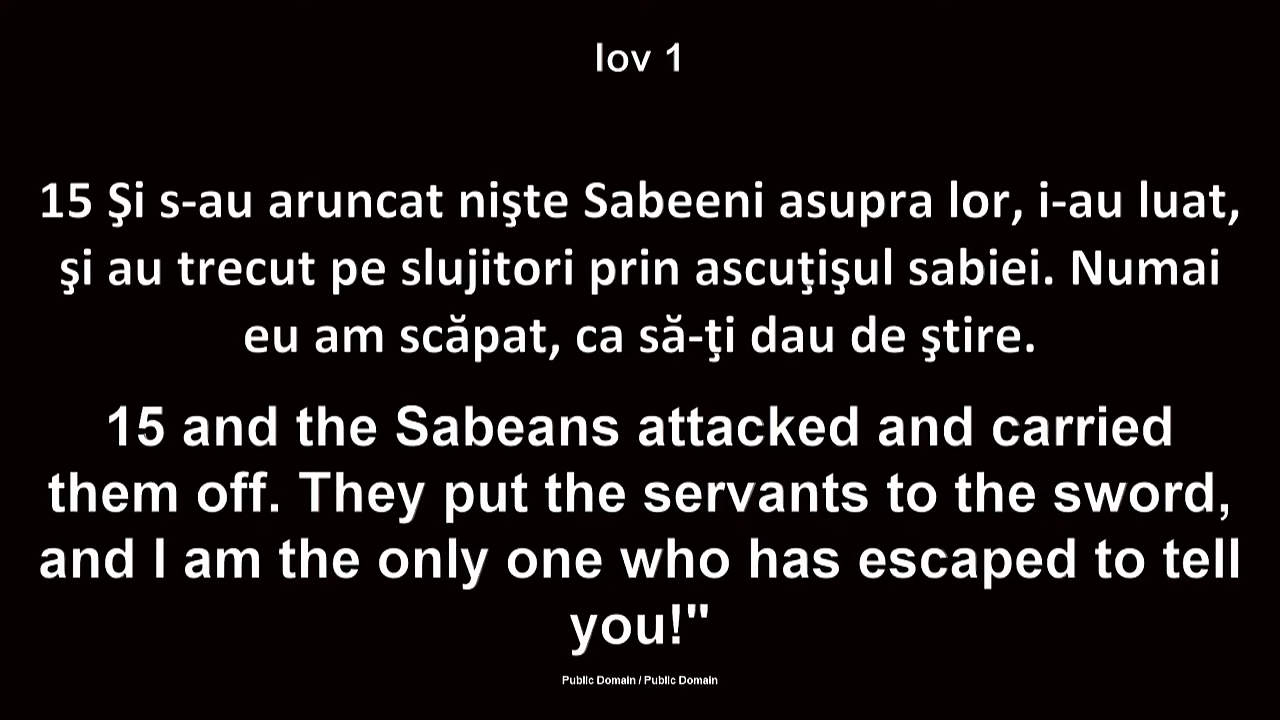 Iov 1
15 Şi s-au aruncat nişte Sabeeni asupra lor, i-au luat,
şi au trecut pe slujitori prin ascuţişul sabiei. Numai
eu am scăpat, ca să-ţi dau de ştire.
15 and the Sabeans attacked and carried
them off. They put the servants to the sword,
and I am the only one who has escaped to tell
you!"
Public Domain / Public Domain